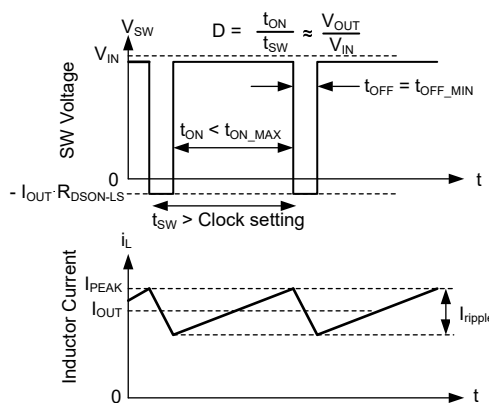 V_SW
D = t_ON / t_SW ≈ V_OUT / V_IN
V_IN
SW Voltage
t_OFF = t_OFF_MIN
t_ON < t_ON_MAX
0
t
- I_OUT·R_DSON-LS
t_SW > Clock setting
i_L
Inductor Current
I_PEAK
I_OUT
I_ripple
0
t